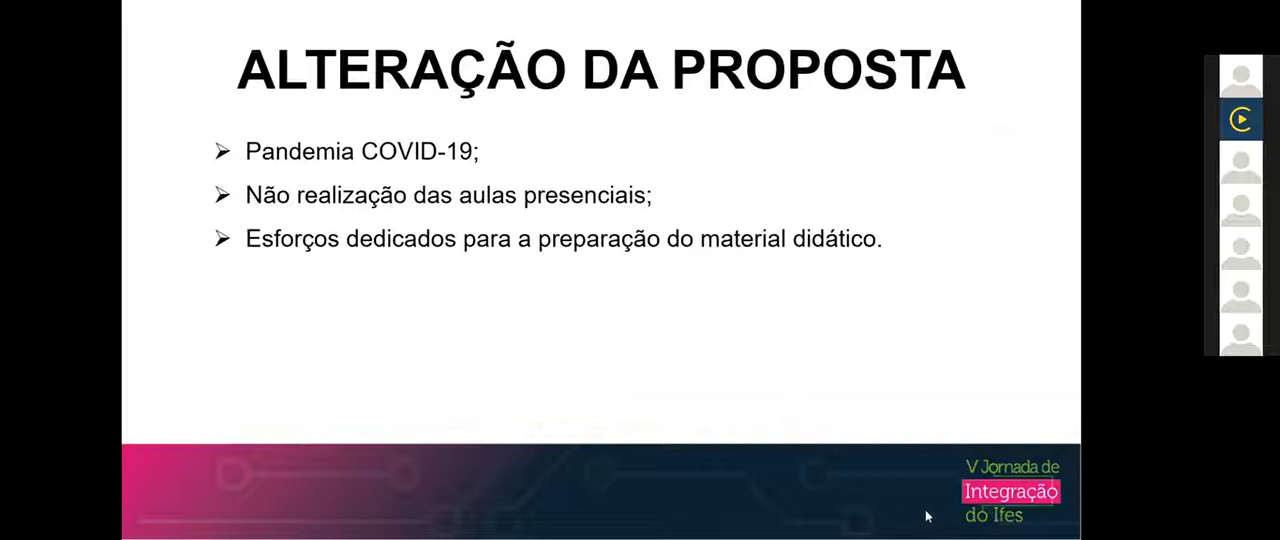 ALTERAÇÃO DA PROPOSTA
Pandemia COVID-19;
Não realização das aulas presenciais;
Esforços dedicados para a preparação do material didático.
V Jornada de
Integração
do Ifes